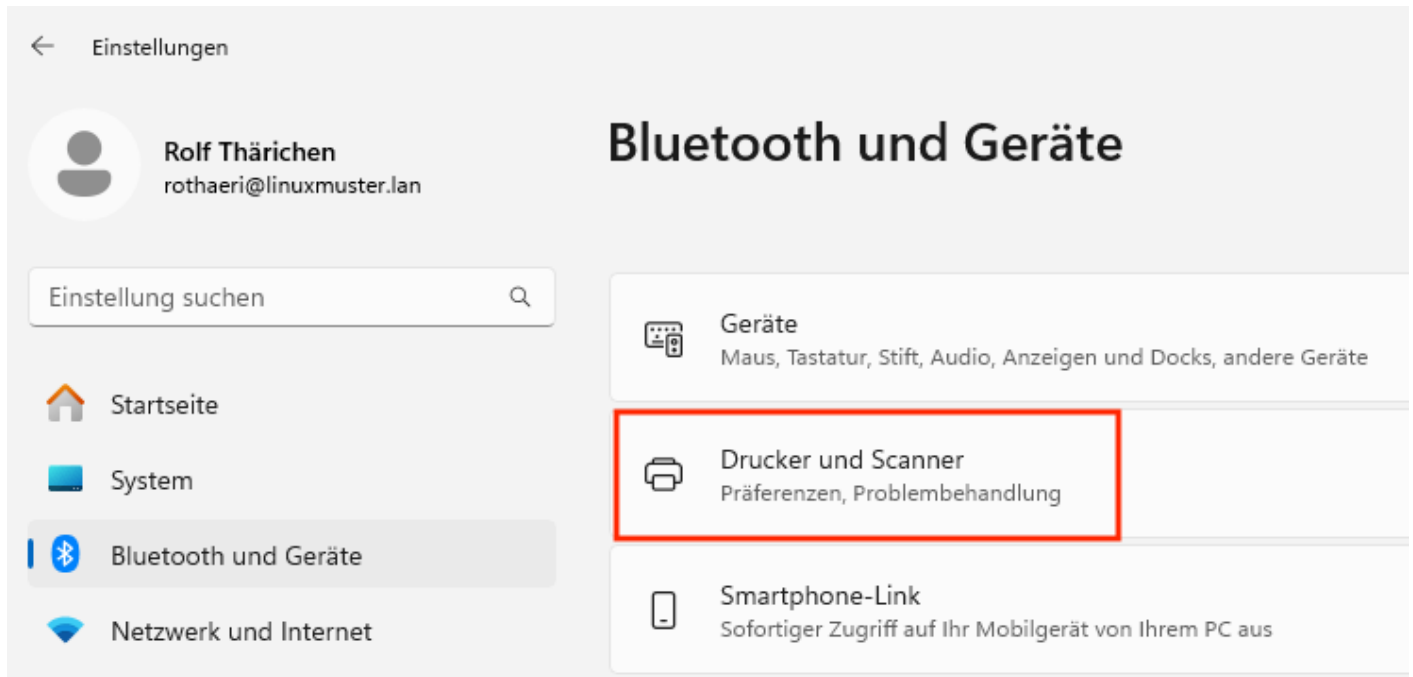 Einstellungen
Rolf Thärichen
rothaeri@linuxmuster.lan
Einstellung suchen
Startseite
System
Bluetooth und Geräte
Netzwerk und Internet
Bluetooth und Geräte
Geräte
Maus, Tastatur, Stift, Audio, Anzeigen und Docks, andere Geräte
Drucker und Scanner
Präferenzen, Problembehandlung
Smartphone-Link
Sofortiger Zugriff auf Ihr Mobilgerät von Ihrem PC aus